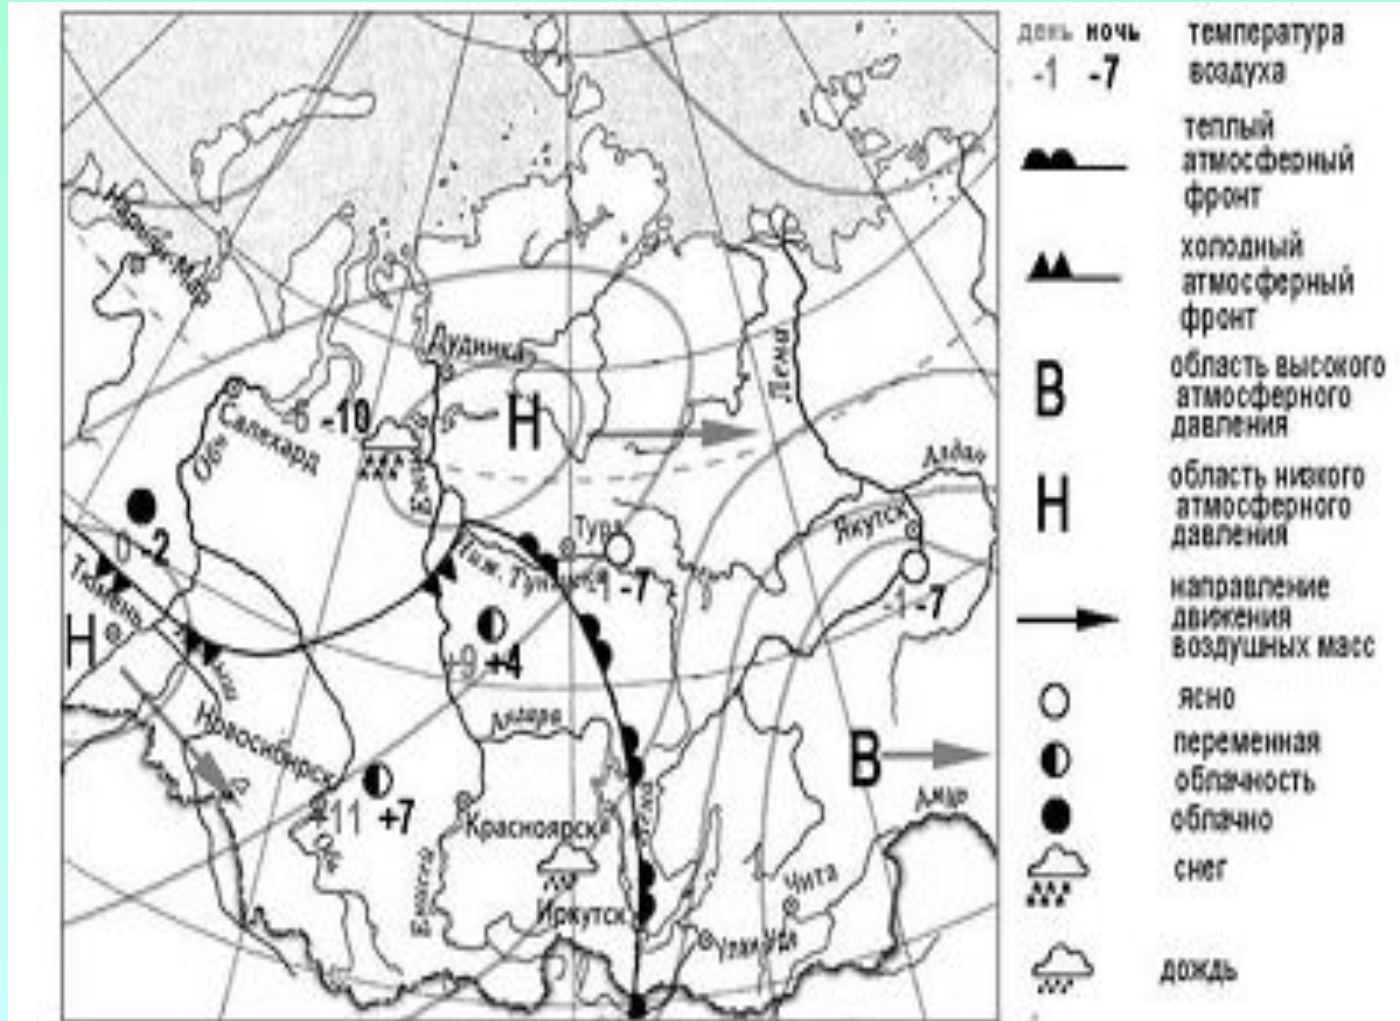 Нарьян-Мар
Дудинка
Лена
Н
-10
Салехард
Обь
Алдан
Якутск
Тура
0 -2
-1 -7
-1 -7
Тюмень
Н
+9 +4
Ангара
Новосибирск
В
Амур
+11 +7
Красноярск
Обь
Енисей
Чита
Иркутск
Улан Удэ
день ночь температура
-1 -7 воздуха
теплый
атмосферный
фронт
холодный
атмосферный
фронт
В
область высокого
атмосферного
давления
Н
область низкого
атмосферного
давления
направление
движения
воздушных масс
ясно
переменная
облачность
облачно
снег
дождь